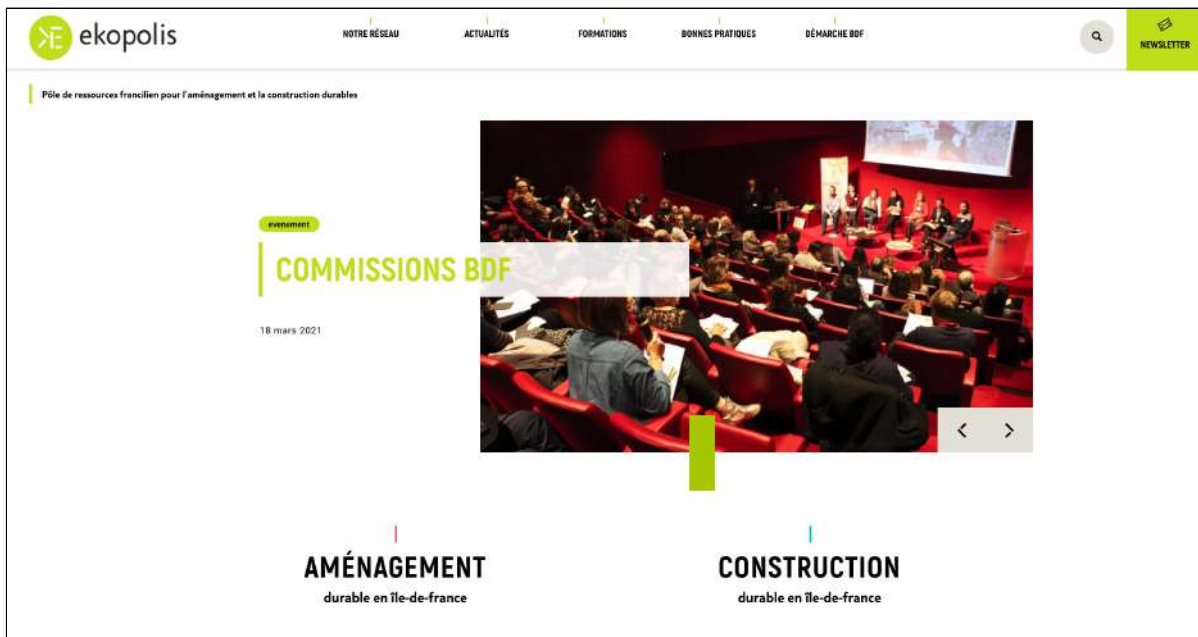 ekopolis
NOTRE RÉSEAU
ACTUALITÉS
FORMATIONS
BONNES PRATIQUES
DÉMARCHE BDF
NEWSLETTER
Pôle de ressources francilien pour l'aménagement et la construction durables
evenement
COMMISSIONS BDF
18 mars 2021
AMÉNAGEMENT
durable en île-de-france
CONSTRUCTION
durable en île-de-france